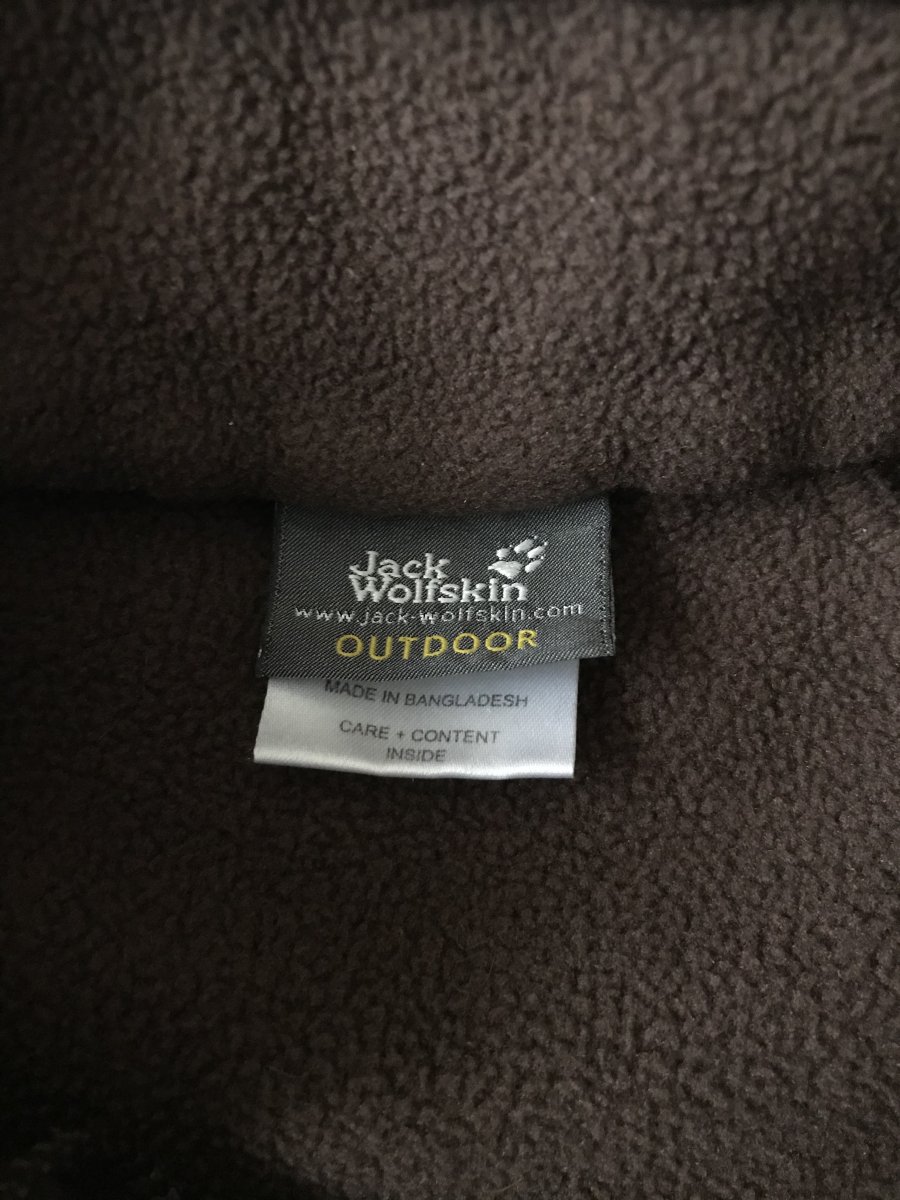 Jack
Wolfskin
www.jack-wolfskin.com
OUTDOOR
MADE IN BANGLADESH
CARE + CONTENT
INSIDE